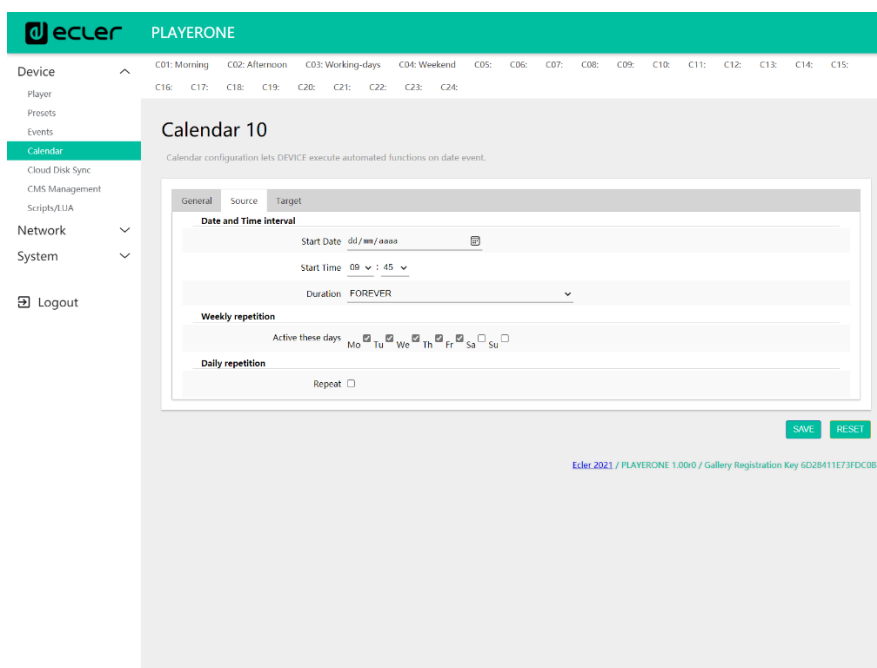 ecler PLAYERONE
Device
Player
Presets
Events
Calendar
Cloud Disk Sync
CMS Management
Scripts/LUA
Network
System
Logout
C01: Morning C02: Afternoon C03: Working-days C04: Weekend C05: C06: C07: C08: C09: C10: C11: C12: C13: C14: C15:
C16: C17: C18: C19: C20: C21: C22: C23: C24:
Calendar 10
Calendar configuration lets DEVICE execute automated functions on date event.
General Source Target
Date and Time interval
Start Date dd/mm/aaaa
Start Time 09 : 45
Duration FOREVER
Weekly repetition
Active these days Mo Tu We Th Fr Sa Su
Daily repetition
Repeat
SAVE RESET
Ecler 2021 / PLAYERONE 1.00r0 / Gallery Registration Key 6D2B411E73FDC0B